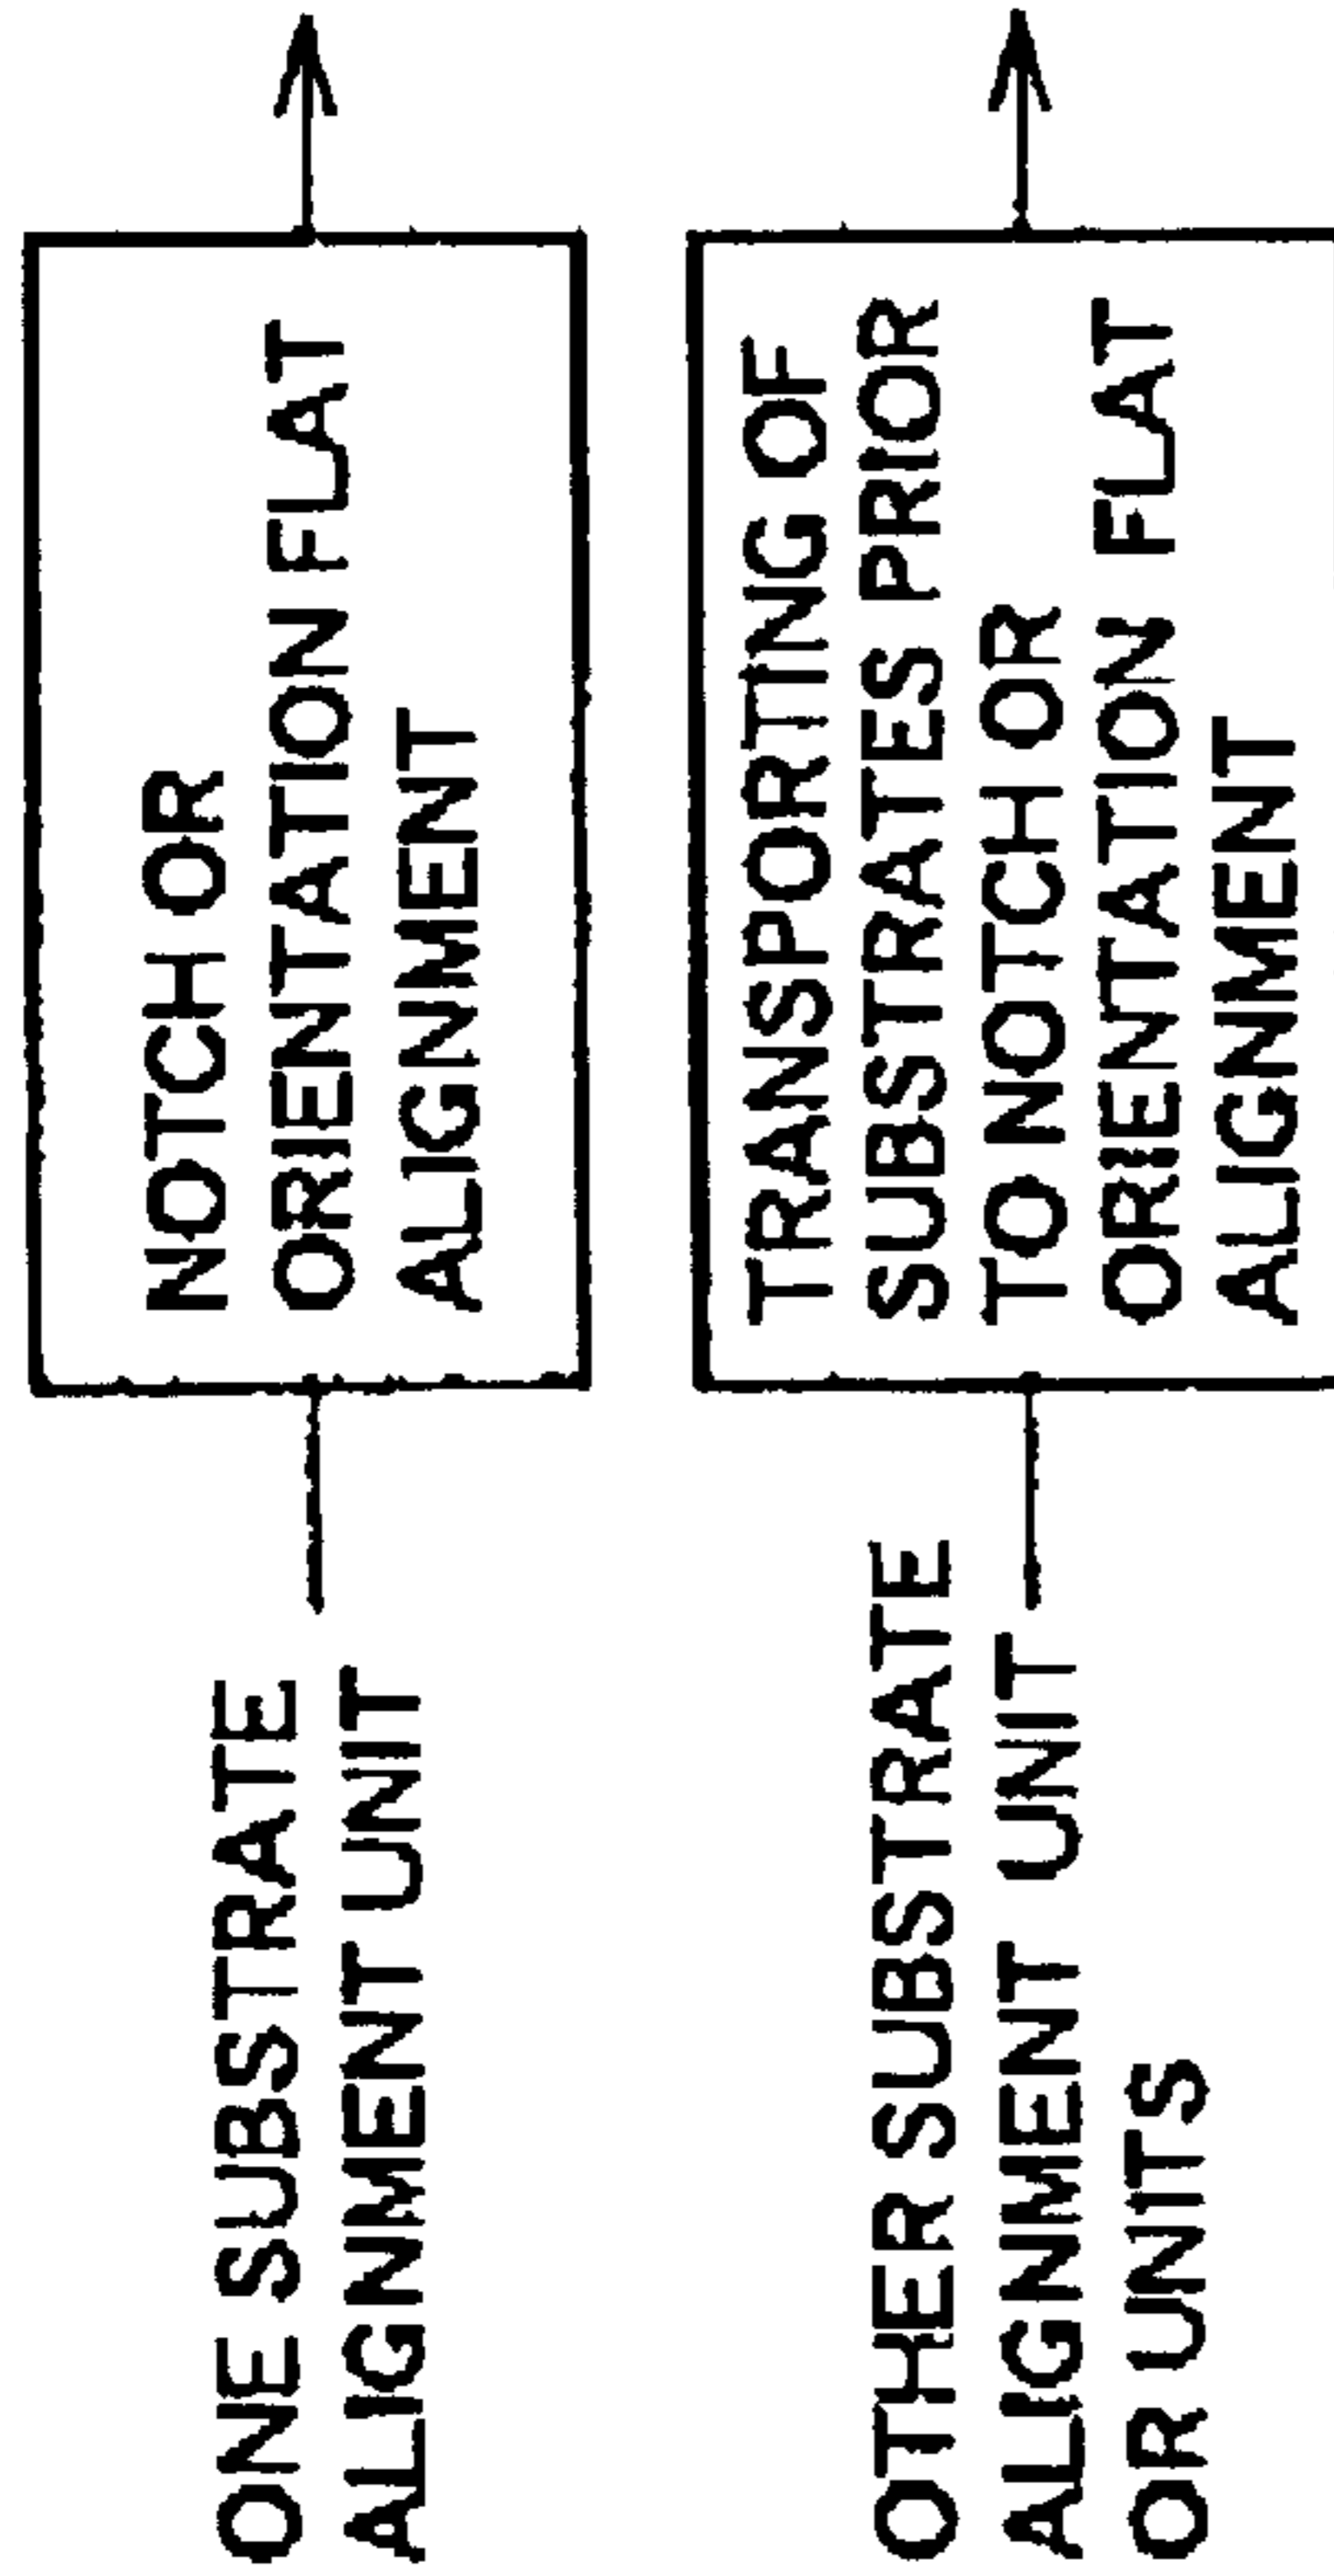 ONE SUBSTRATE
ALIGNMENT UNIT
NOTCH OR
ORIENTATION FLAT
ALIGNMENT
OTHER SUBSTRATE
ALIGNMENT UNIT
OR UNITS
TRANSPORTING OF
SUBSTRATES PRIOR
TO NOTCH OR
ORIENTATION FLAT
ALIGNMENT